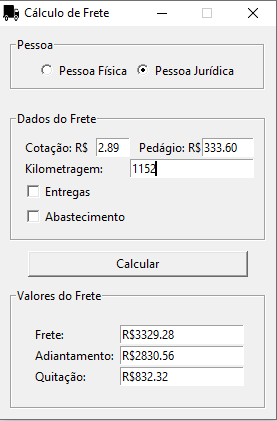 Cálculo de Frete
Pessoa
Pessoa Física Pessoa Jurídica
Dados do Frete
Cotação: R$ 2.89 Pedágio: R$ 333.60
Kilometragem: 1152
Entregas
Abastecimento
Calcular
Valores do Frete
Frete: R$3329.28
Adiantamento: R$2830.56
Quitação: R$832.32